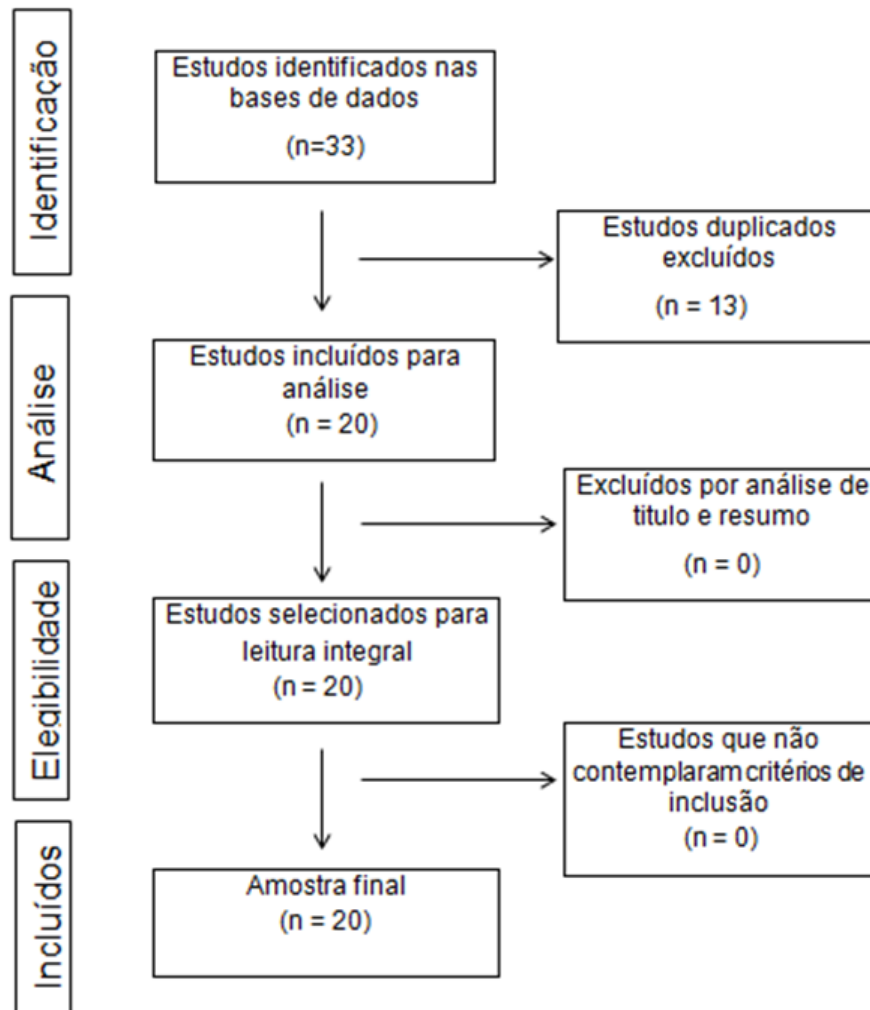 Identificação
Estudos identificados nas
bases de dados
(n=33)
Estudos duplicados
excluídos
(n = 13)
Análise
Estudos incluídos para
análise
(n = 20)
Excluídos por análise de
titulo e resumo
(n = 0)
Elegibilidade
Estudos selecionados para
leitura integral
(n = 20)
Estudos que não
contemplaram critérios de
inclusão
(n = 0)
Incluídos
Amostra final
(n = 20)